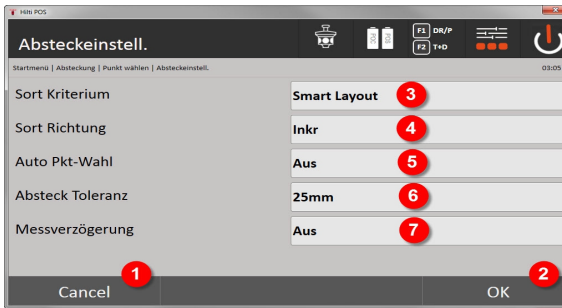 Hilti POS
Absteckeinstell.
POC
POS
F1 DR/P
F2 T+D
Startmenü | Absteckung | Punkt wählen | Absteckeinstell.
03:05
Sort Kriterium
Smart Layout
3
Sort Richtung
Inkr
4
Auto Pkt-Wahl
Aus
5
Absteck Toleranz
25mm
6
Messverzögerung
Aus
7
1
2
Cancel
OK